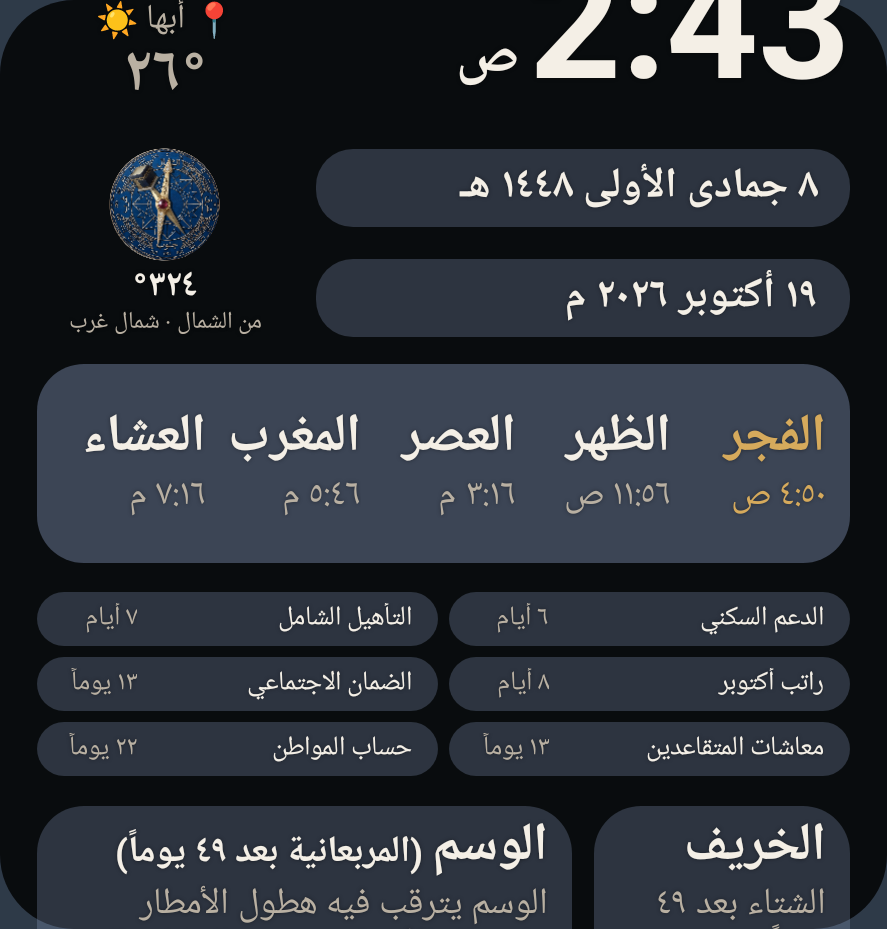 2:43 ص
📍 أبها ☀️
٢٦°
٨ جمادى الأولى ١٤٤٨ هـ
١٩ أكتوبر ٢٠٢٦ م
٣٢٤°
من الشمال · شمال غرب
الفجر الظهر العصر المغرب العشاء
٤:٥٠ ص ١١:٥٦ ص ٣:١٦ م ٥:٤٦ م ٧:١٦ م
الدعم السكني ٦ أيام
التأهيل الشامل ٧ أيام
راتب أكتوبر ٨ أيام
الضمان الاجتماعي ١٣ يوماً
معاشات المتقاعدين ١٣ يوماً
حساب المواطن ٢٢ يوماً
الخريف
الشتاء بعد ٤٩
الوسم (المربعانية بعد ٤٩ يوماً)
الوسم يترقب فيه هطول الأمطار